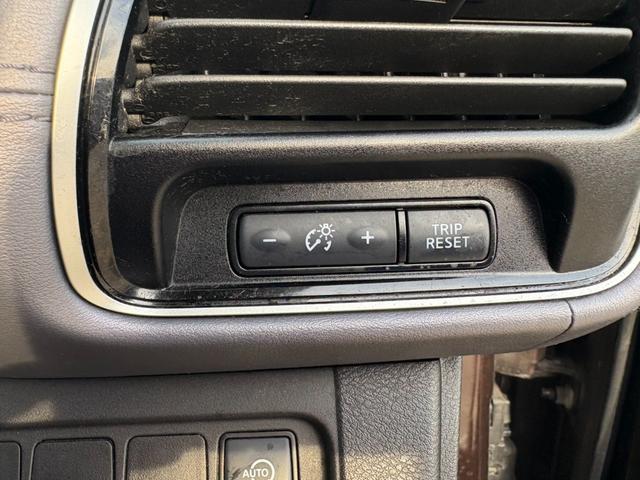 - +
TRIP
RESET
AUTO